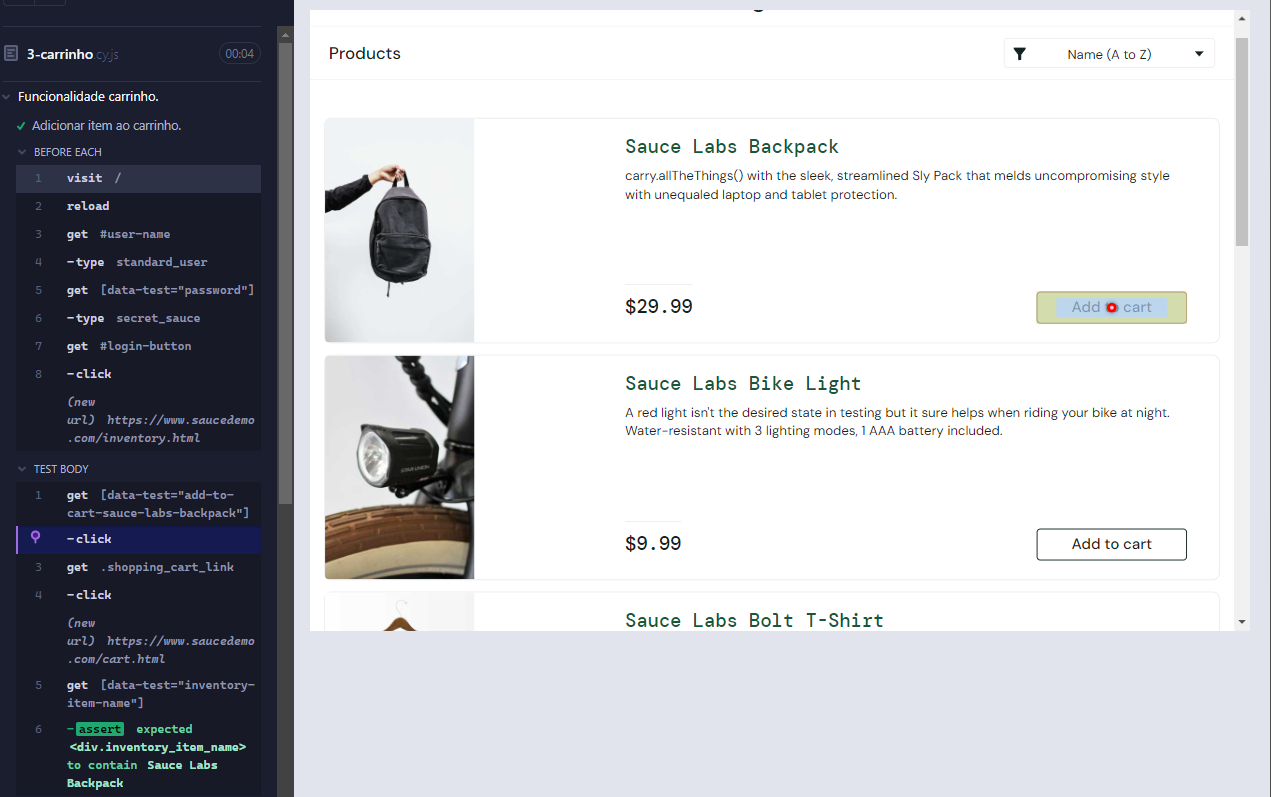 3-carrinho.cy.js
00:04
Funcionalidade carrinho.
Adicionar item ao carrinho.
BEFORE EACH
1 visit /
2 reload
3 get #user-name
4 -type standard_user
5 get [data-test="password"]
6 -type secret_sauce
7 get #login-button
8 -click
(new
url) https://www.saucedemo
.com/inventory.html
TEST BODY
1 get [data-test="add-to-
cart-sauce-labs-backpack"]
-click
3 get .shopping_cart_link
4 -click
(new
url) https://www.saucedemo
.com/cart.html
5 get [data-test="inventory-
item-name"]
6 -assert expected
<div.inventory_item_name>
to contain Sauce Labs
Backpack
Products
Name (A to Z)
Sauce Labs Backpack
carry.allTheThings() with the sleek, streamlined Sly Pack that melds uncompromising style
with unequaled laptop and tablet protection.
$29.99
Add to cart
Sauce Labs Bike Light
A red light isn't the desired state in testing but it sure helps when riding your bike at night.
Water-resistant with 3 lighting modes, 1 AAA battery included.
$9.99
Add to cart
Sauce Labs Bolt T-Shirt